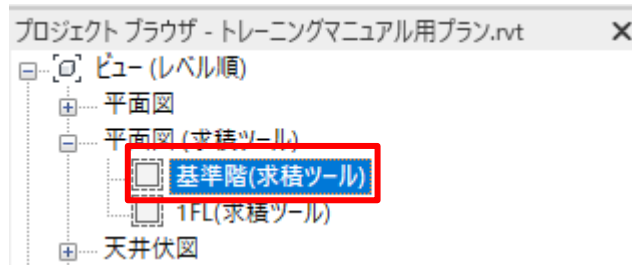 プロジェクト ブラウザ - トレーニングマニュアル用プラン.rvt
ビュー (レベル順)
平面図
平面図 (求積ツール)
基準階(求積ツール)
1FL(求積ツール)
天井伏図